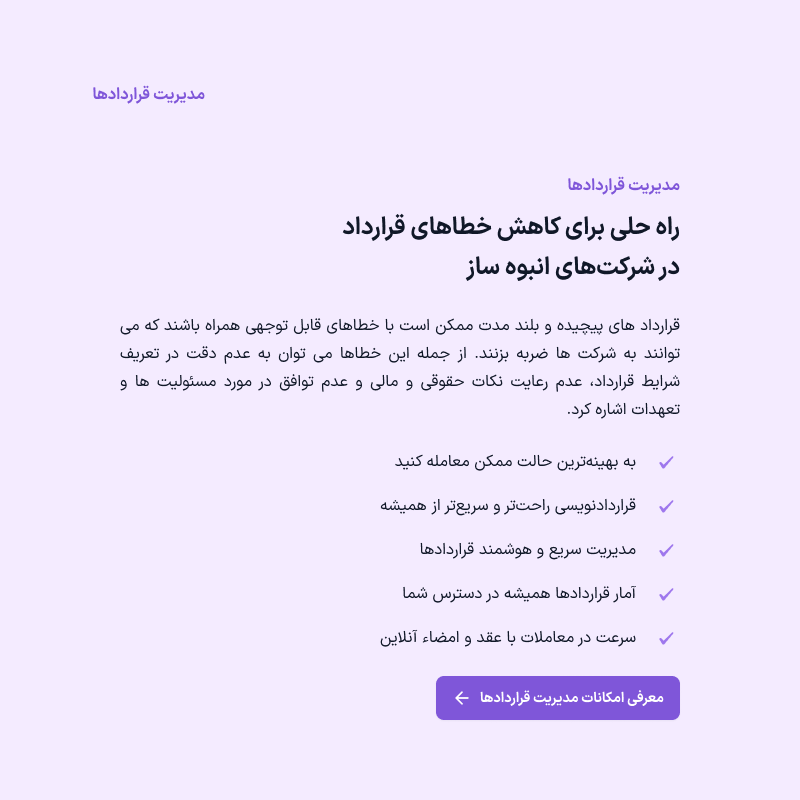 مدیریت قراردادها
مدیریت قراردادها
راه حلی برای کاهش خطاهای قرارداد
در شرکت‌های انبوه ساز
قرارداد های پیچیده و بلند مدت ممکن است با خطاهای قابل توجهی همراه باشند که می
توانند به شرکت ها ضربه بزنند. از جمله این خطاها می توان به عدم دقت در تعریف
شرایط قرارداد، عدم رعایت نکات حقوقی و مالی و عدم توافق در مورد مسئولیت ها و
تعهدات اشاره کرد.
به بهینه‌ترین حالت ممکن معامله کنید
قراردادنویسی راحت‌تر و سریع‌تر از همیشه
مدیریت سریع و هوشمند قراردادها
آمار قراردادها همیشه در دسترس شما
سرعت در معاملات با عقد و امضاء آنلاین
معرفی امکانات مدیریت قراردادها